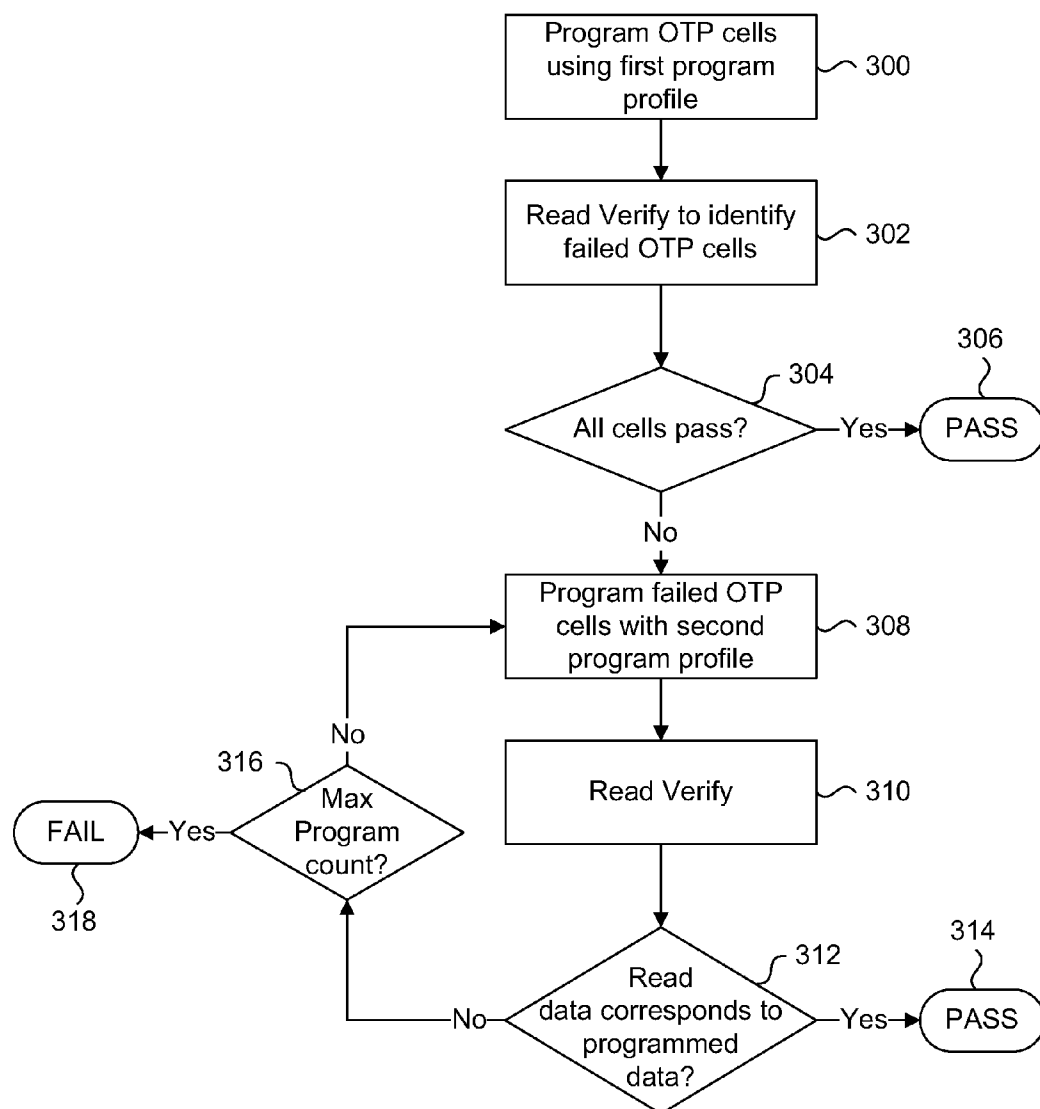 Program OTP cells
using first program
profile
300
Read Verify to identify
failed OTP cells
302
304
306
All cells pass?
Yes
PASS
No
Program failed OTP
cells with second
program profile
308
No
316
Max
Program
count?
Yes
FAIL
318
Read Verify
310
312
314
Read
data corresponds to
programmed
data?
No
Yes
PASS